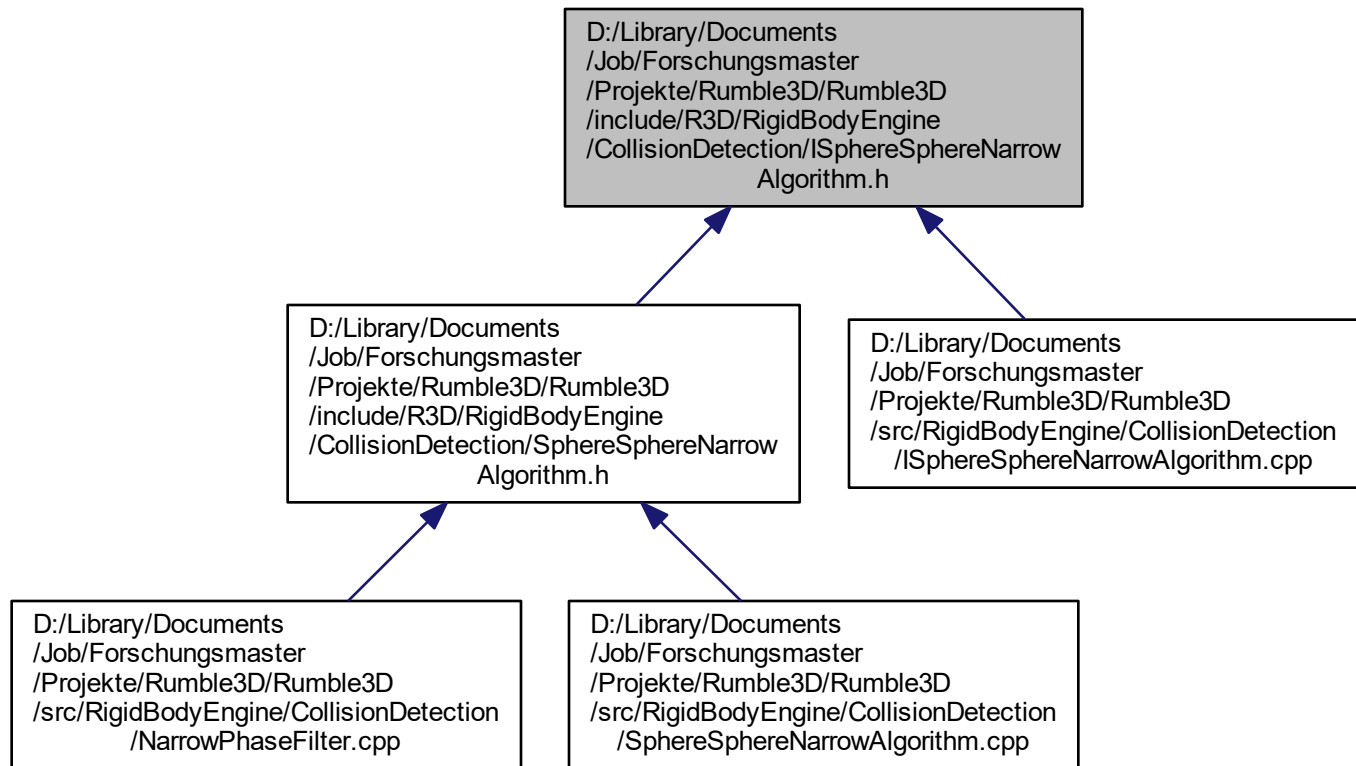 D:/Library/Documents
/Job/Forschungsmaster
/Projekte/Rumble3D/Rumble3D
/include/R3D/RigidBodyEngine
/CollisionDetection/ISphereSphereNarrow
Algorithm.h
D:/Library/Documents
/Job/Forschungsmaster
/Projekte/Rumble3D/Rumble3D
/include/R3D/RigidBodyEngine
/CollisionDetection/SphereSphereNarrow
Algorithm.h
D:/Library/Documents
/Job/Forschungsmaster
/Projekte/Rumble3D/Rumble3D
/src/RigidBodyEngine/CollisionDetection
/ISphereSphereNarrowAlgorithm.cpp
D:/Library/Documents
/Job/Forschungsmaster
/Projekte/Rumble3D/Rumble3D
/src/RigidBodyEngine/CollisionDetection
/NarrowPhaseFilter.cpp
D:/Library/Documents
/Job/Forschungsmaster
/Projekte/Rumble3D/Rumble3D
/src/RigidBodyEngine/CollisionDetection
/SphereSphereNarrowAlgorithm.cpp